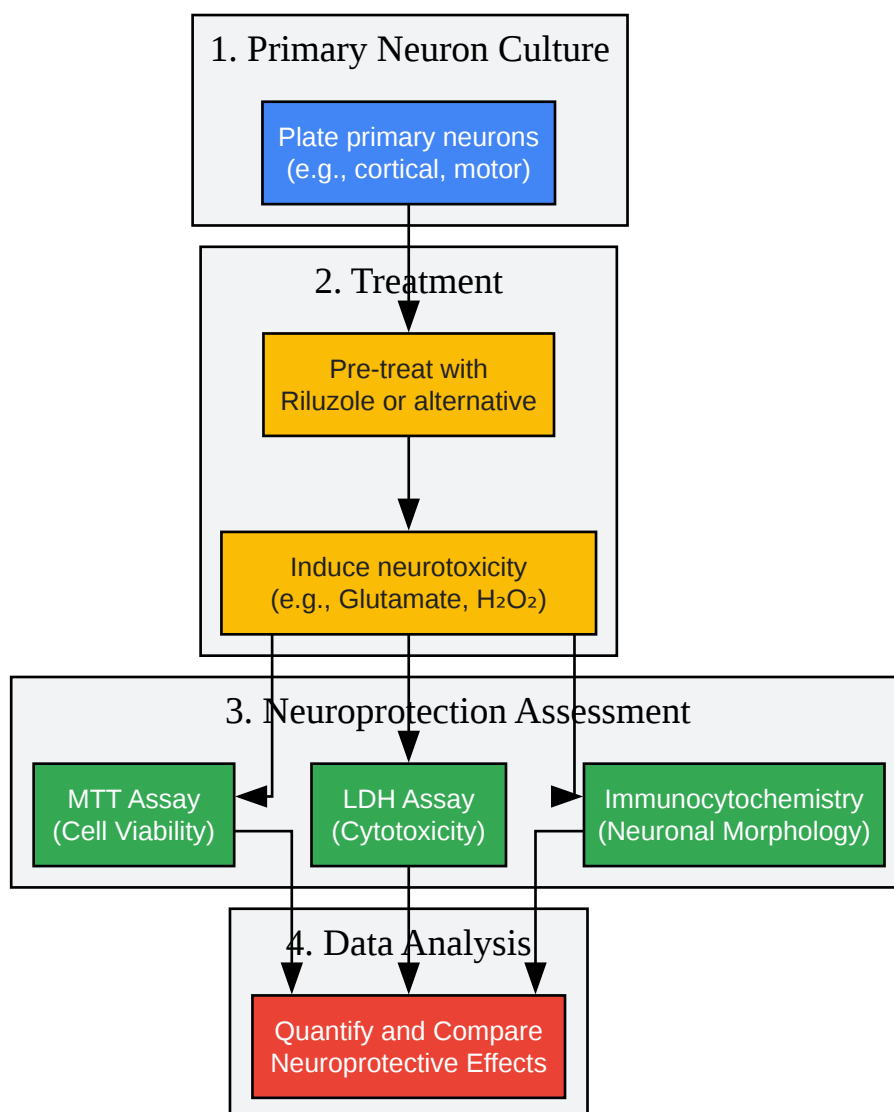 1. Primary Neuron Culture
Plate primary neurons
(e.g., cortical, motor)
2. Treatment
Pre-treat with
Riluzole or alternative
Induce neurotoxicity
(e.g., Glutamate, H₂O₂)
3. Neuroprotection Assessment
MTT Assay
(Cell Viability)
LDH Assay
(Cytotoxicity)
Immunocytochemistry
(Neuronal Morphology)
4. Data Analysis
Quantify and Compare
Neuroprotective Effects